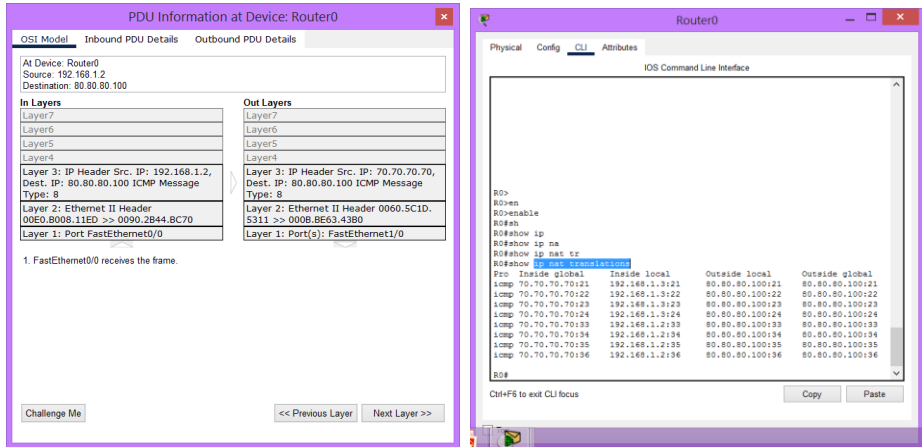 PDU Information at Device: Router0
OSI Model Inbound PDU Details Outbound PDU Details
At Device: Router0
Source: 192.168.1.2
Destination: 80.80.80.100
In Layers
Layer7
Layer6
Layer5
Layer4
Layer 3: IP Header Src. IP: 192.168.1.2,
Dest. IP: 80.80.80.100 ICMP Message
Type: 8
Layer 2: Ethernet II Header
00E0.B008.11ED >> 0090.2B44.BC70
Layer 1: Port FastEthernet0/0
Out Layers
Layer7
Layer6
Layer5
Layer4
Layer 3: IP Header Src. IP: 70.70.70.70,
Dest. IP: 80.80.80.100 ICMP Message
Type: 8
Layer 2: Ethernet II Header 0060.5C1D.
5311 >> 000B.BE63.43B0
Layer 1: Port(s): FastEthernet1/0
1. FastEthernet0/0 receives the frame.
Challenge Me << Previous Layer Next Layer >>
Router0
Physical Config CLI Attributes
IOS Command Line Interface
R0>
R0>en
R0>enable
R0#sh
R0#show ip
R0#show ip na
R0#show ip nat tr
R0#show ip nat translations
Pro Inside global Inside local Outside local Outside global
icmp 70.70.70.70:21 192.168.1.3:21 80.80.80.100:21 80.80.80.100:21
icmp 70.70.70.70:22 192.168.1.3:22 80.80.80.100:22 80.80.80.100:22
icmp 70.70.70.70:23 192.168.1.3:23 80.80.80.100:23 80.80.80.100:23
icmp 70.70.70.70:24 192.168.1.3:24 80.80.80.100:24 80.80.80.100:24
icmp 70.70.70.70:33 192.168.1.2:33 80.80.80.100:33 80.80.80.100:33
icmp 70.70.70.70:34 192.168.1.2:34 80.80.80.100:34 80.80.80.100:34
icmp 70.70.70.70:35 192.168.1.2:35 80.80.80.100:35 80.80.80.100:35
icmp 70.70.70.70:36 192.168.1.2:36 80.80.80.100:36 80.80.80.100:36
R0#
Ctrl+F6 to exit CLI focus
Copy Paste